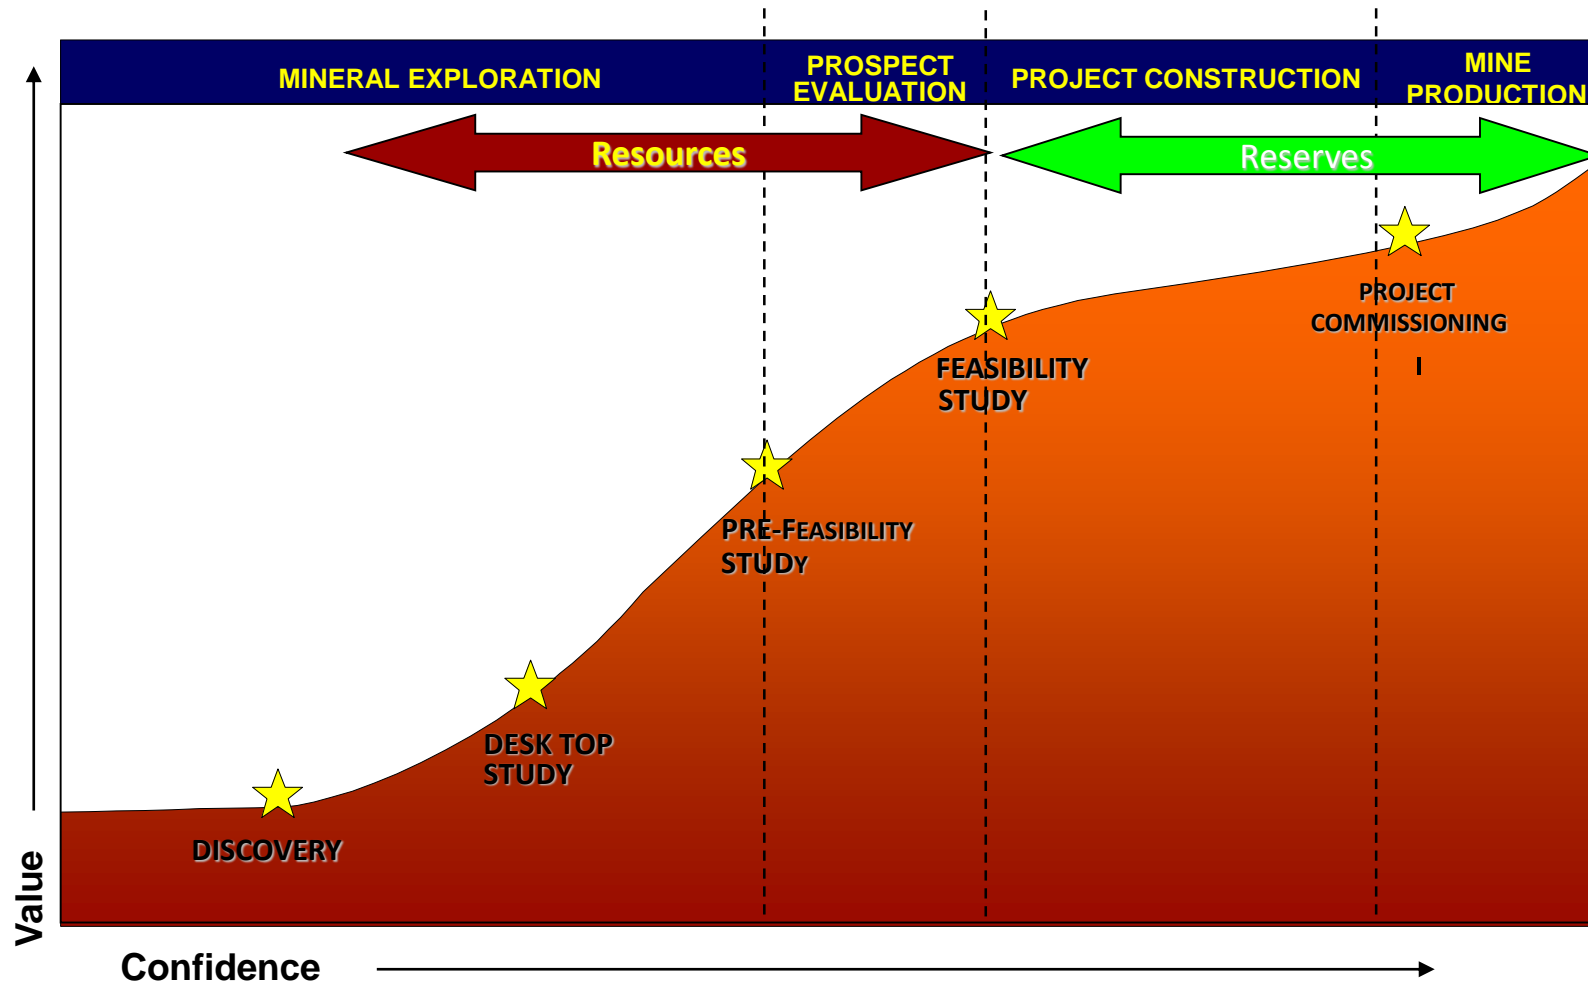 MINERAL EXPLORATION
PROSPECT
EVALUATION
PROJECT CONSTRUCTION
MINE
PRODUCTION
Resources
Reserves
PROJECT
COMMISSIONING
I
FEASIBILITY
STUDY
PRE-FEASIBILITY
STUDY
DESK TOP
STUDY
DISCOVERY
Value
Confidence